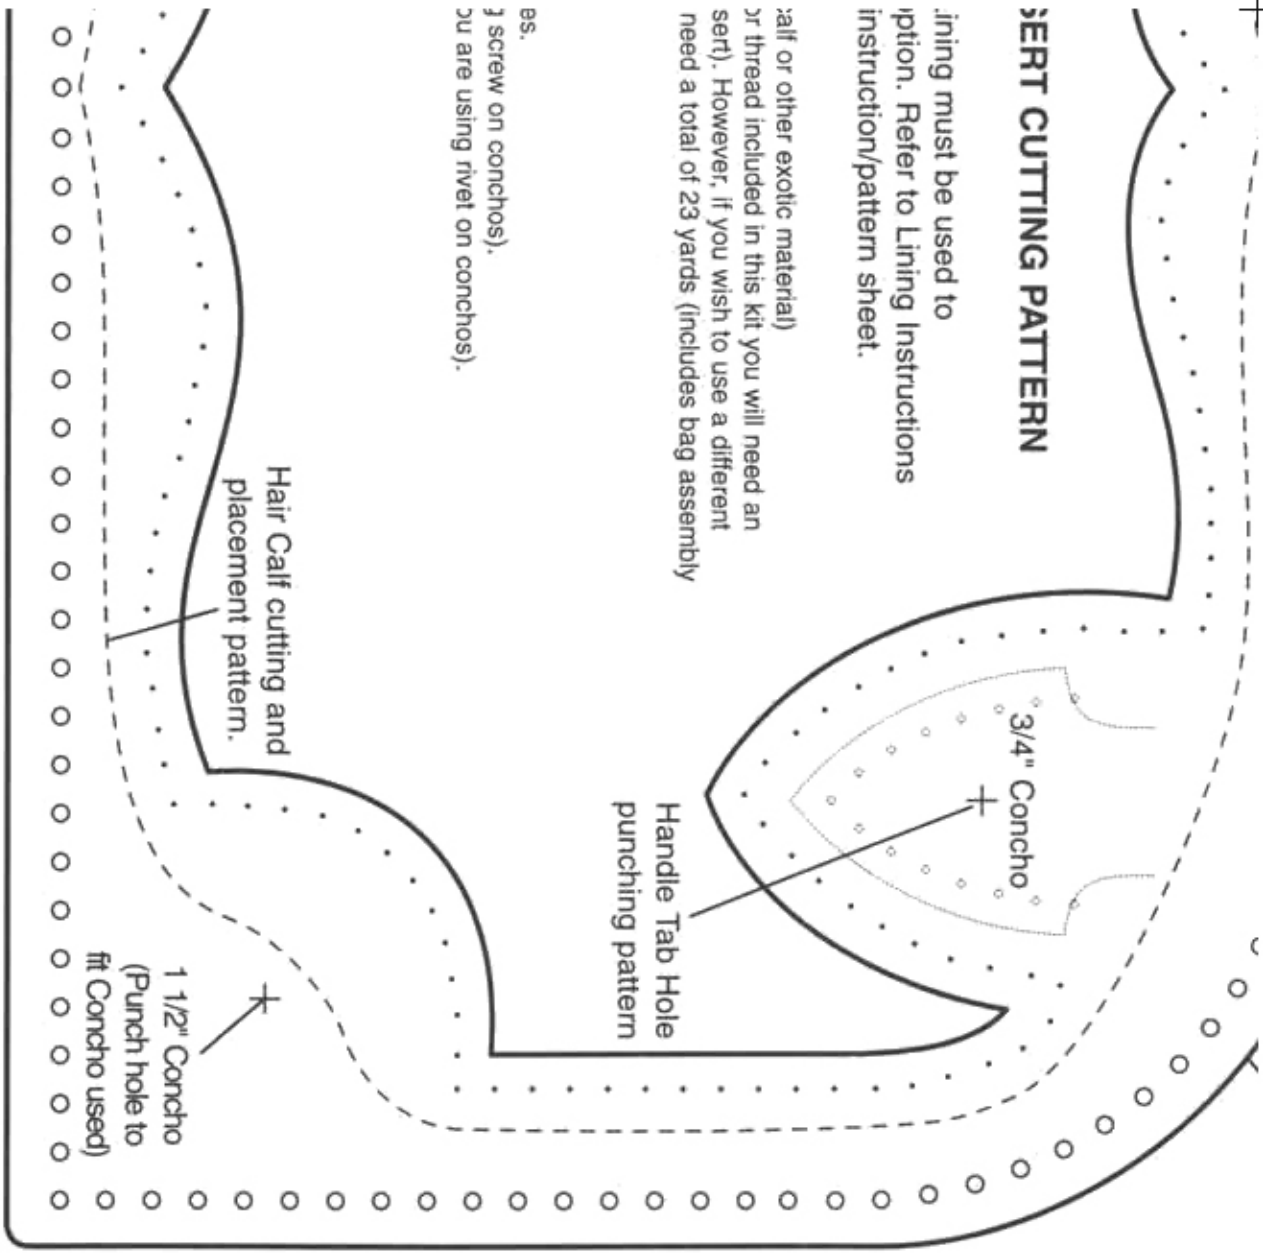 SERT CUTTING PATTERN
ining must be used to
ption. Refer to Lining Instructions
instruction/pattern sheet.
alf or other exotic material)
or thread included in this kit you will need an
sert). However, if you wish to use a different
need a total of 23 yards (includes bag assembly
es.
g screw on conchos).
ou are using rivet on conchos).
3/4" Concho
Handle Tab Hole
punching pattern
Hair Calf cutting and
placement pattern.
1 1/2" Concho
(Punch hole to
fit Concho used)